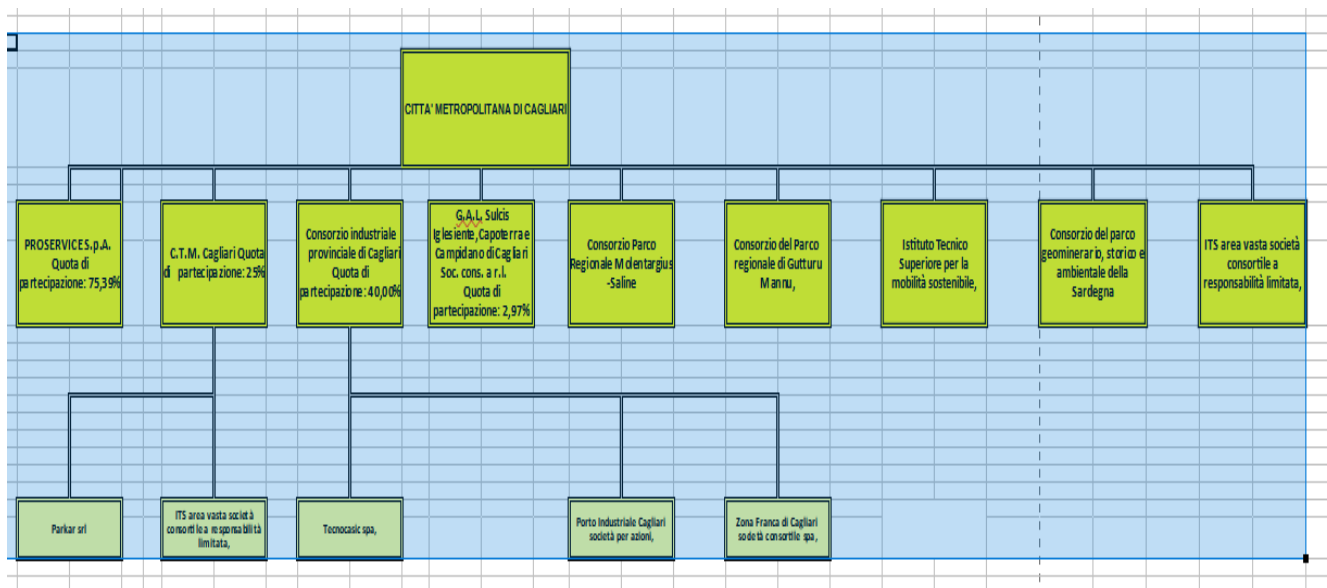 CITTA' METROPOLITANA DI CAGLIARI
PROSERVICE S.p.A.
Quota di
partecipazione: 75,39%
C.T.M. Cagliari Quota
di partecipazione: 25%
Consorzio industriale
provinciale di Cagliari
Quota di
partecipazione: 40,00%
G.A.L. Sulcis
Iglesiente, Capoterra e
Campidano di Cagliari
Soc. cons. a r.l.
Quota di
partecipazione: 2,97%
Consorzio Parco
Regionale Molentargius
-Saline
Consorzio del Parco
regionale di Gutturu
Mannu,
Istituto Tecnico
Superiore per la
mobilità sostenibile,
Consorzio del parco
geominerario, storico e
ambientale della
Sardegna
ITS area vasta società
consortile a
responsabilità limitata,
Parkar srl
ITS area vasta società
consortile a responsabilità
limitata,
Tecnocasic spa,
Porto Industriale Cagliari
società per azioni,
Zona Franca di Cagliari
società consortile spa,